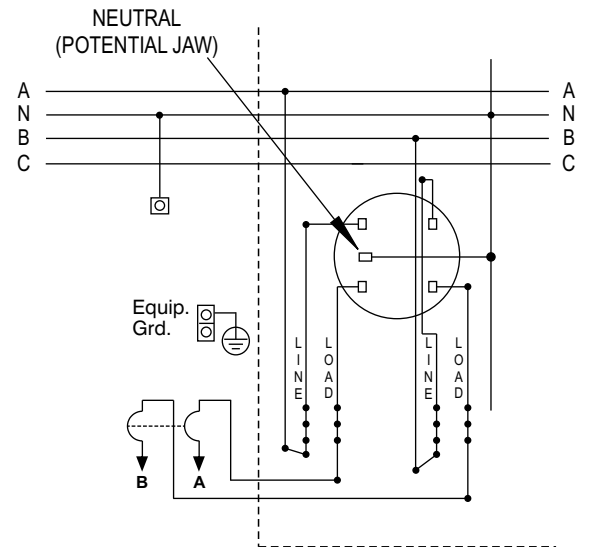 NEUTRAL
(POTENTIAL JAW)
A A
N N
B B
C C
Equip.
Grd.
LINE
LOAD
LINE
LOAD
B A